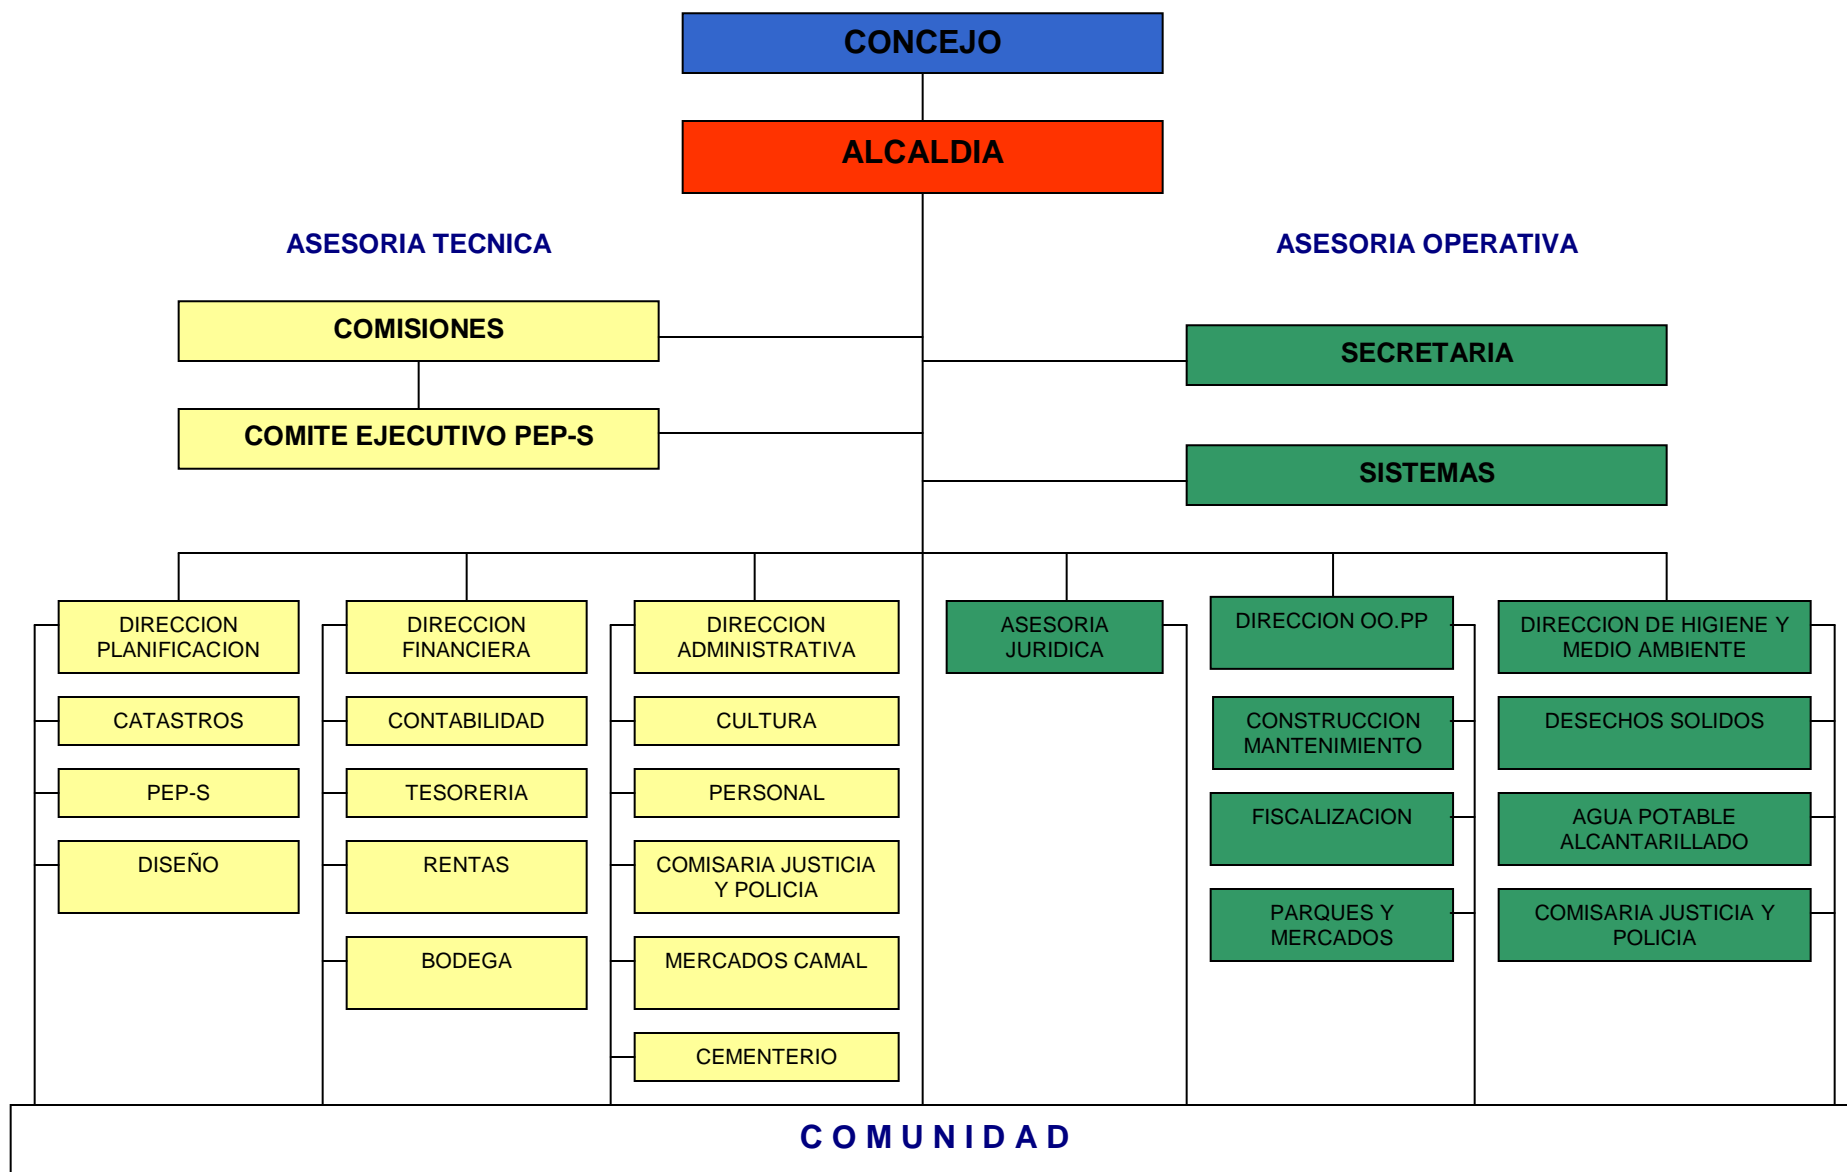 CONCEJO
ALCALDIA
ASESORIA TECNICA
ASESORIA OPERATIVA
COMISIONES
SECRETARIA
COMITE EJECUTIVO PEP-S
SISTEMAS
DIRECCION
PLANIFICACION
CATASTROS
PEP-S
DISEÑO
DIRECCION
FINANCIERA
CONTABILIDAD
TESORERIA
RENTAS
BODEGA
DIRECCION
ADMINISTRATIVA
CULTURA
PERSONAL
COMISARIA JUSTICIA
Y POLICIA
MERCADOS CAMAL
CEMENTERIO
ASESORIA
JURIDICA
DIRECCION OO.PP
CONSTRUCCION
MANTENIMIENTO
FISCALIZACION
PARQUES Y
MERCADOS
DIRECCION DE HIGIENE Y
MEDIO AMBIENTE
DESECHOS SOLIDOS
AGUA POTABLE
ALCANTARILLADO
COMISARIA JUSTICIA Y
POLICIA
C O M U N I D A D